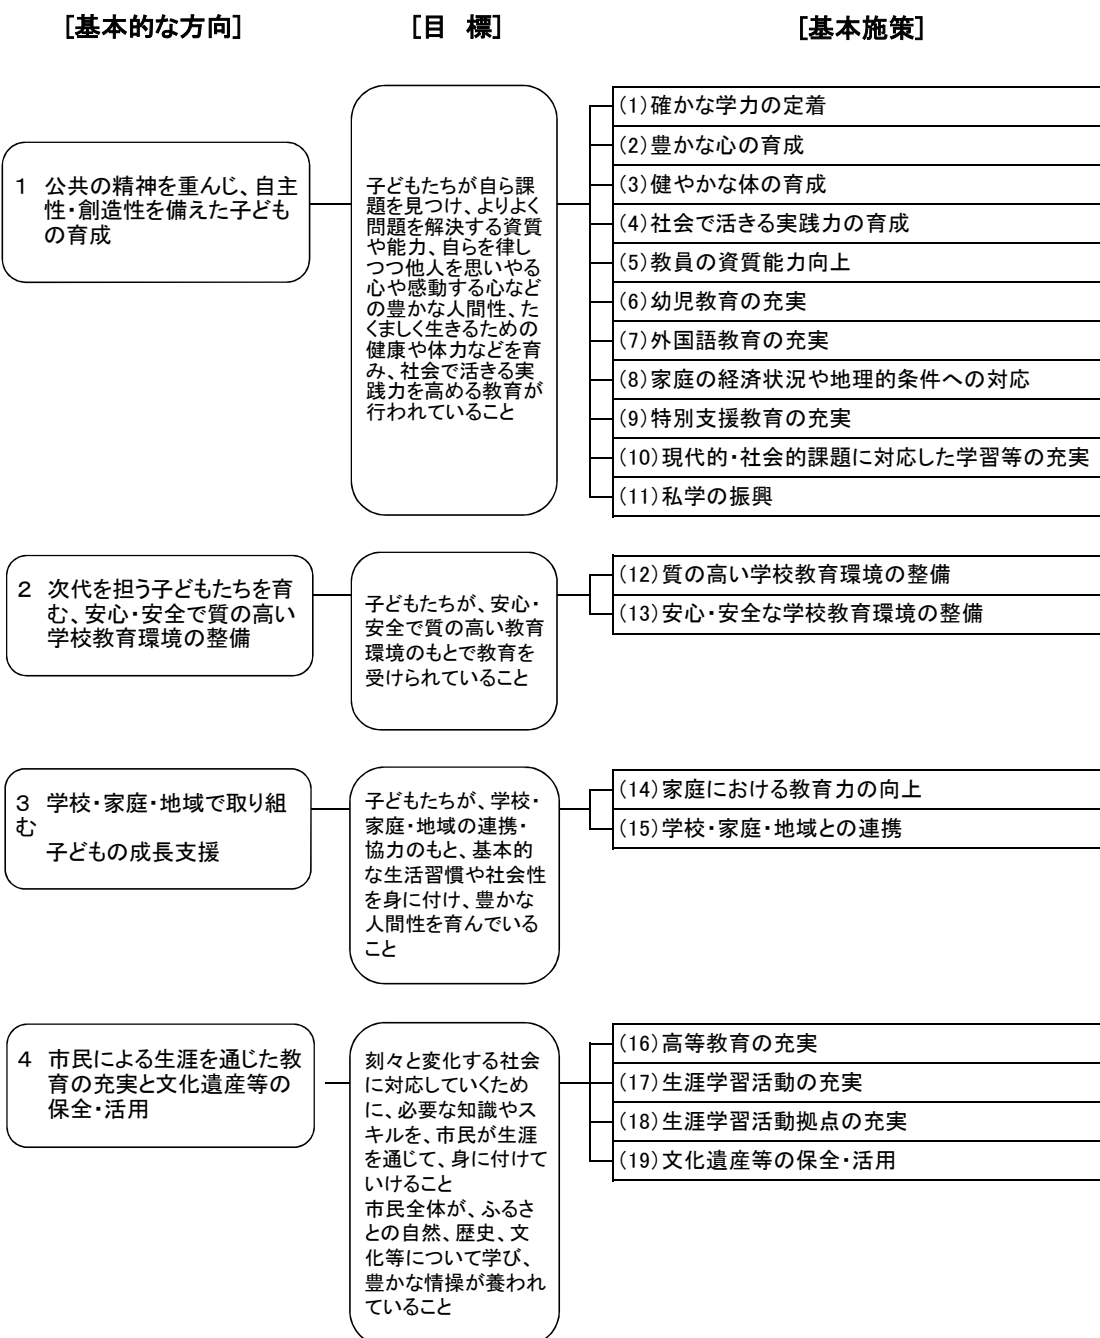 [基本的な方向]
[目　標]
[基本施策]
1　公共の精神を重んじ、自主
性・創造性を備えた子ども
の育成
子どもたちが自ら課
題を見つけ、よりよく
問題を解決する資質
や能力、自らを律し
つつ他人を思いやる
心や感動する心など
の豊かな人間性、た
くましく生きるための
健康や体力などを育
み、社会で活きる実
践力を高める教育が
行われていること
(1)確かな学力の定着
(2)豊かな心の育成
(3)健やかな体の育成
(4)社会で活きる実践力の育成
(5)教員の資質能力向上
(6)幼児教育の充実
(7)外国語教育の充実
(8)家庭の経済状況や地理的条件への対応
(9)特別支援教育の充実
(10)現代的・社会的課題に対応した学習等の充実
(11)私学の振興
2　次代を担う子どもたちを育
む、安心・安全で質の高い
学校教育環境の整備
子どもたちが、安心・
安全で質の高い教育
環境のもとで教育を
受けられていること
(12)質の高い学校教育環境の整備
(13)安心・安全な学校教育環境の整備
3　学校・家庭・地域で取り組
む
子どもの成長支援
子どもたちが、学校・
家庭・地域の連携・
協力のもと、基本的
な生活習慣や社会性
を身に付け、豊かな
人間性を育んでいる
こと
(14)家庭における教育力の向上
(15)学校・家庭・地域との連携
4　市民による生涯を通じた教
育の充実と文化遺産等の
保全・活用
刻々と変化する社会
に対応していくため
に、必要な知識やス
キルを、市民が生涯
を通じて、身に付けて
いけること
市民全体が、ふるさ
との自然、歴史、文
化等について学び、
豊かな情操が養われ
ていること
(16)高等教育の充実
(17)生涯学習活動の充実
(18)生涯学習活動拠点の充実
(19)文化遺産等の保全・活用